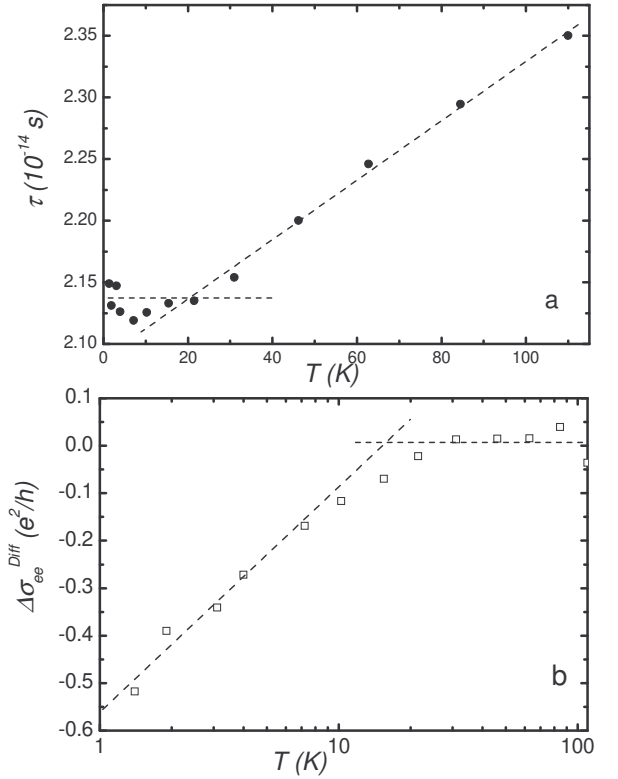 2.35
2.30
2.25
2.20
2.15
2.10
τ (10⁻¹⁴ s)
a
0 20 40 60 80 100
T (K)
0.1
0.0
-0.1
-0.2
-0.3
-0.4
-0.5
-0.6
Δσ_ee^Diff (e²/h)
b
1 10 100
T (K)